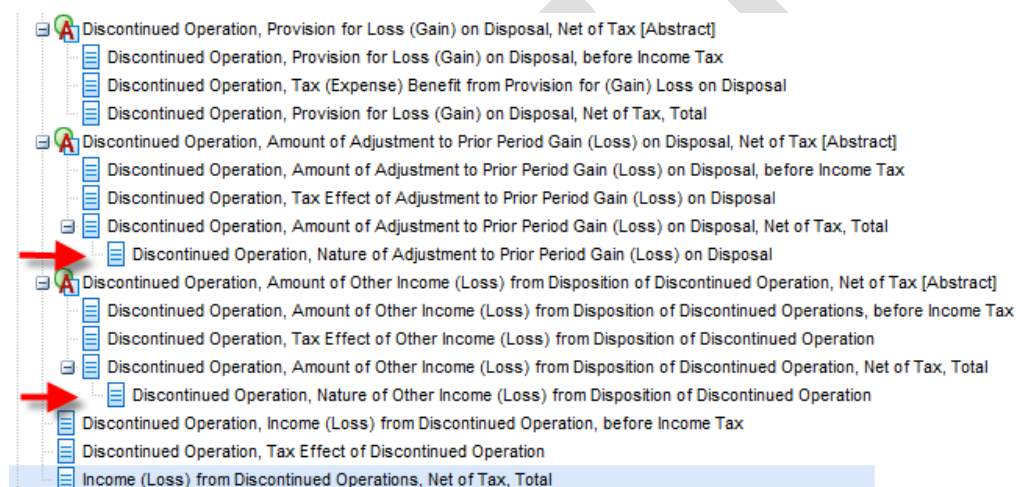 Discontinued Operation, Provision for Loss (Gain) on Disposal, Net of Tax [Abstract]
Discontinued Operation, Provision for Loss (Gain) on Disposal, before Income Tax
Discontinued Operation, Tax (Expense) Benefit from Provision for (Gain) Loss on Disposal
Discontinued Operation, Provision for Loss (Gain) on Disposal, Net of Tax, Total
Discontinued Operation, Amount of Adjustment to Prior Period Gain (Loss) on Disposal, Net of Tax [Abstract]
Discontinued Operation, Amount of Adjustment to Prior Period Gain (Loss) on Disposal, before Income Tax
Discontinued Operation, Tax Effect of Adjustment to Prior Period Gain (Loss) on Disposal
Discontinued Operation, Amount of Adjustment to Prior Period Gain (Loss) on Disposal, Net of Tax, Total
Discontinued Operation, Nature of Adjustment to Prior Period Gain (Loss) on Disposal
Discontinued Operation, Amount of Other Income (Loss) from Disposition of Discontinued Operation, Net of Tax [Abstract]
Discontinued Operation, Amount of Other Income (Loss) from Disposition of Discontinued Operations, before Income Tax
Discontinued Operation, Tax Effect of Other Income (Loss) from Disposition of Discontinued Operation
Discontinued Operation, Amount of Other Income (Loss) from Disposition of Discontinued Operation, Net of Tax, Total
Discontinued Operation, Nature of Other Income (Loss) from Disposition of Discontinued Operation
Discontinued Operation, Income (Loss) from Discontinued Operation, before Income Tax
Discontinued Operation, Tax Effect of Discontinued Operation
Income (Loss) from Discontinued Operations, Net of Tax, Total